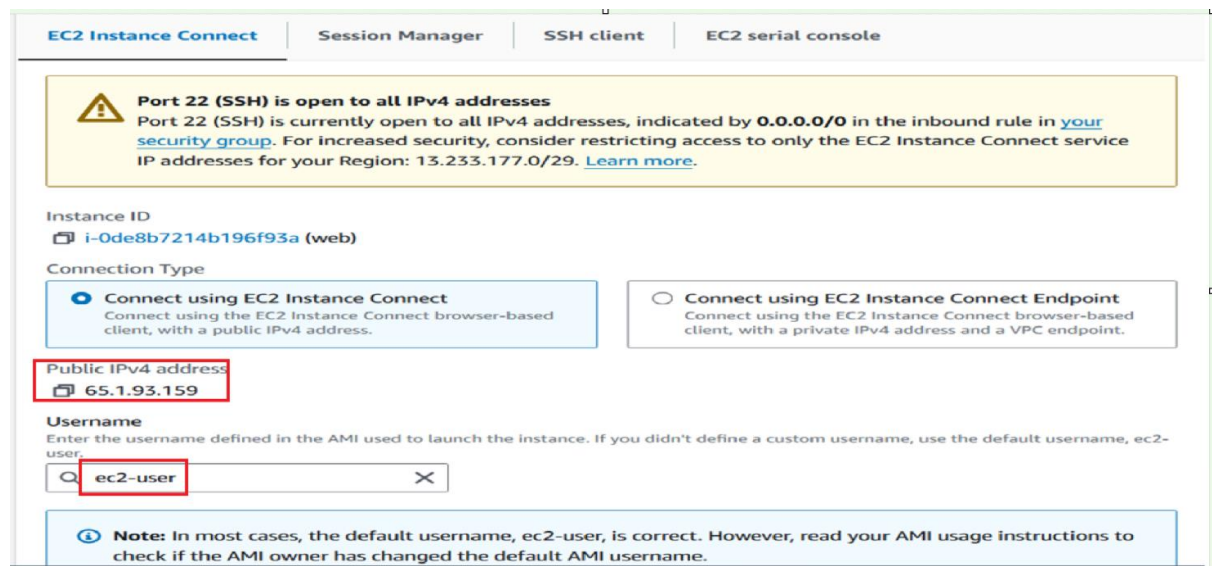 EC2 Instance Connect Session Manager SSH client EC2 serial console
Port 22 (SSH) is open to all IPv4 addresses
Port 22 (SSH) is currently open to all IPv4 addresses, indicated by 0.0.0.0/0 in the inbound rule in your
security group. For increased security, consider restricting access to only the EC2 Instance Connect service
IP addresses for your Region: 13.233.177.0/29. Learn more.
Instance ID
i-0de8b7214b196f93a (web)
Connection Type
Connect using EC2 Instance Connect
Connect using the EC2 Instance Connect browser-based
client, with a public IPv4 address.
Connect using EC2 Instance Connect Endpoint
Connect using the EC2 Instance Connect browser-based
client, with a private IPv4 address and a VPC endpoint.
Public IPv4 address
65.1.93.159
Username
Enter the username defined in the AMI used to launch the instance. If you didn't define a custom username, use the default username, ec2-
user.
ec2-user
Note: In most cases, the default username, ec2-user, is correct. However, read your AMI usage instructions to
check if the AMI owner has changed the default AMI username.